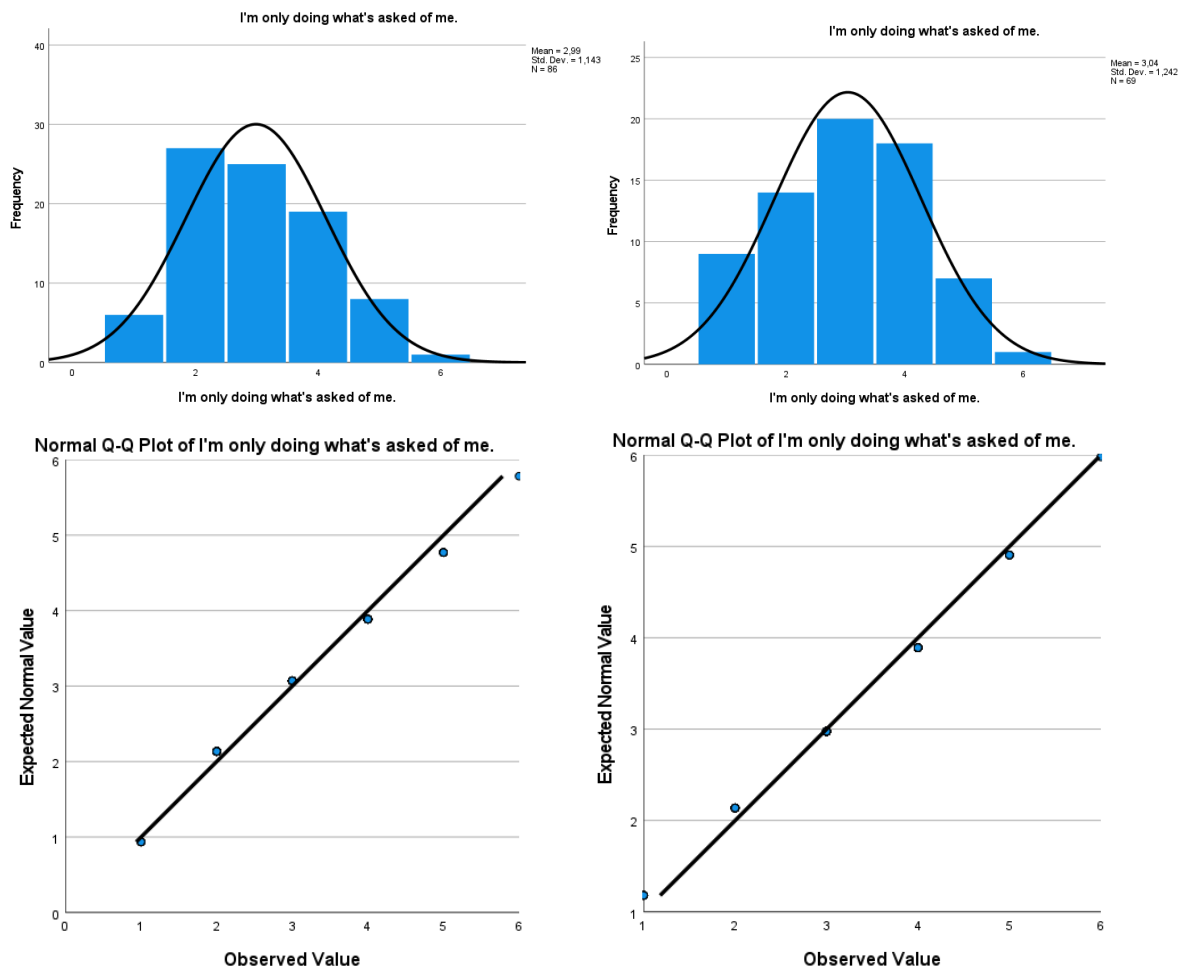 I'm only doing what's asked of me.
Mean = 2,99
Std. Dev. = 1,143
N = 86
40
30
20
10
0
Frequency
0 2 4 6
I'm only doing what's asked of me.
I'm only doing what's asked of me.
Mean = 3,04
Std. Dev. = 1,242
N = 69
25
20
15
10
5
0
Frequency
0 2 4 6
I'm only doing what's asked of me.
Normal Q-Q Plot of I'm only doing what's asked of me.
6
5
4
3
2
1
0
Expected Normal Value
0 1 2 3 4 5 6
Observed Value
Normal Q-Q Plot of I'm only doing what's asked of me.
6
5
4
3
2
1
Expected Normal Value
1 2 3 4 5 6
Observed Value